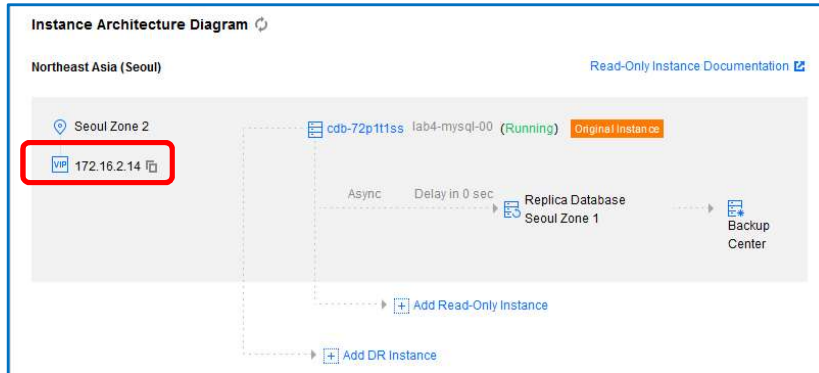 Instance Architecture Diagram
Northeast Asia (Seoul)
Read-Only Instance Documentation
Seoul Zone 2
cdb-72p1t1ss lab4-mysql-00 (Running) Original Instance
VIP 172.16.2.14
Async Delay in 0 sec
Replica Database
Seoul Zone 1
Backup
Center
Add Read-Only Instance
Add DR Instance